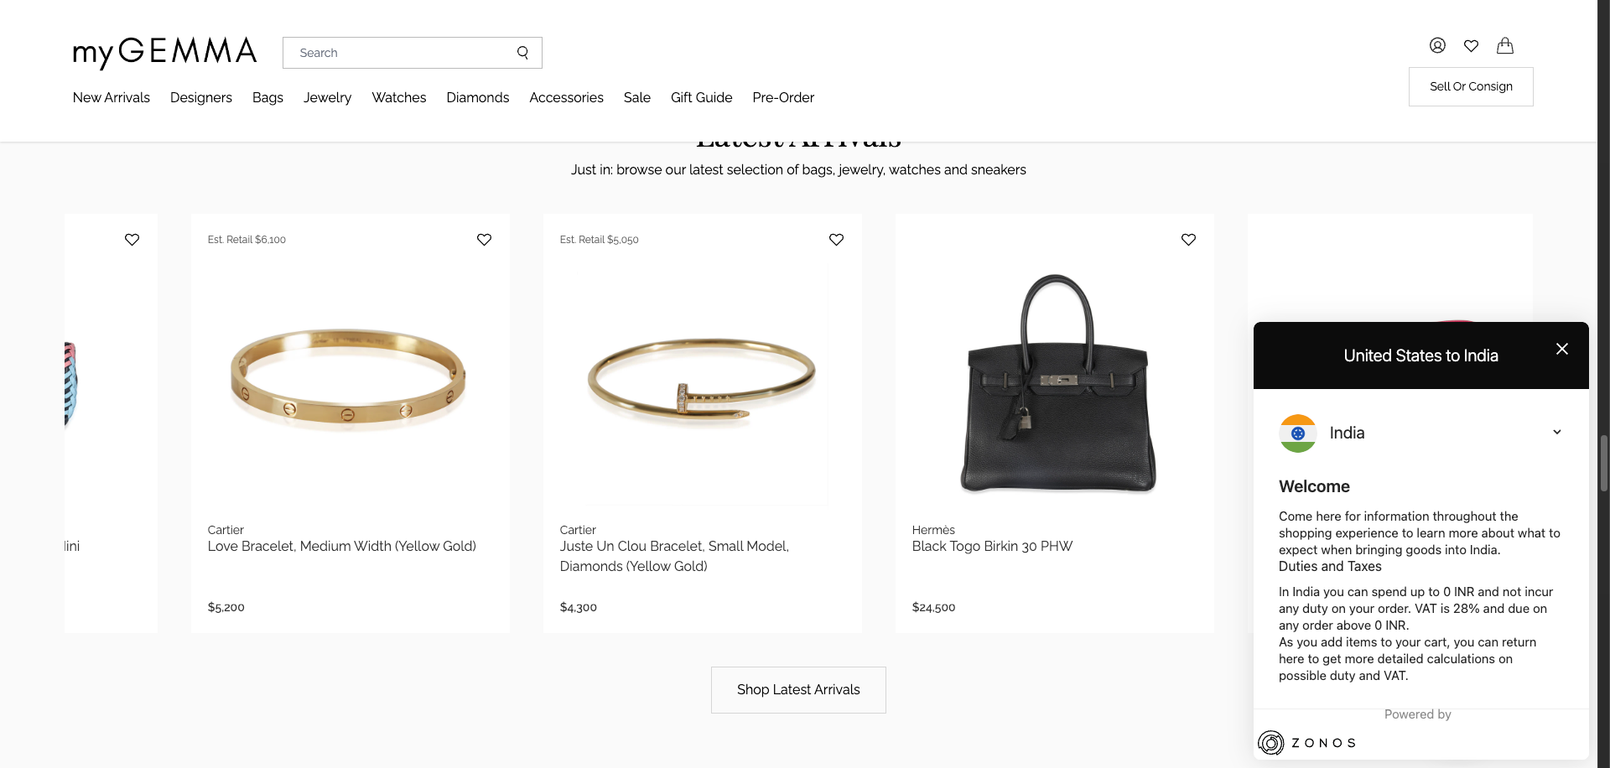 myGEMMA
Search
Sell Or Consign
New Arrivals Designers Bags Jewelry Watches Diamonds Accessories Sale Gift Guide Pre-Order
Latest Arrivals
Just in: browse our latest selection of bags, jewelry, watches and sneakers
Est. Retail $6,100
Cartier
Love Bracelet, Medium Width (Yellow Gold)
$5,200
Est. Retail $5,050
Cartier
Juste Un Clou Bracelet, Small Model,
Diamonds (Yellow Gold)
$4,300
Hermès
Black Togo Birkin 30 PHW
$24,500
Shop Latest Arrivals
United States to India
India
Welcome
Come here for information throughout the
shopping experience to learn more about what to
expect when bringing goods into India.
Duties and Taxes
In India you can spend up to 0 INR and not incur
any duty on your order. VAT is 28% and due on
any order above 0 INR.
As you add items to your cart, you can return
here to get more detailed calculations on
possible duty and VAT.
Powered by
ZONOS